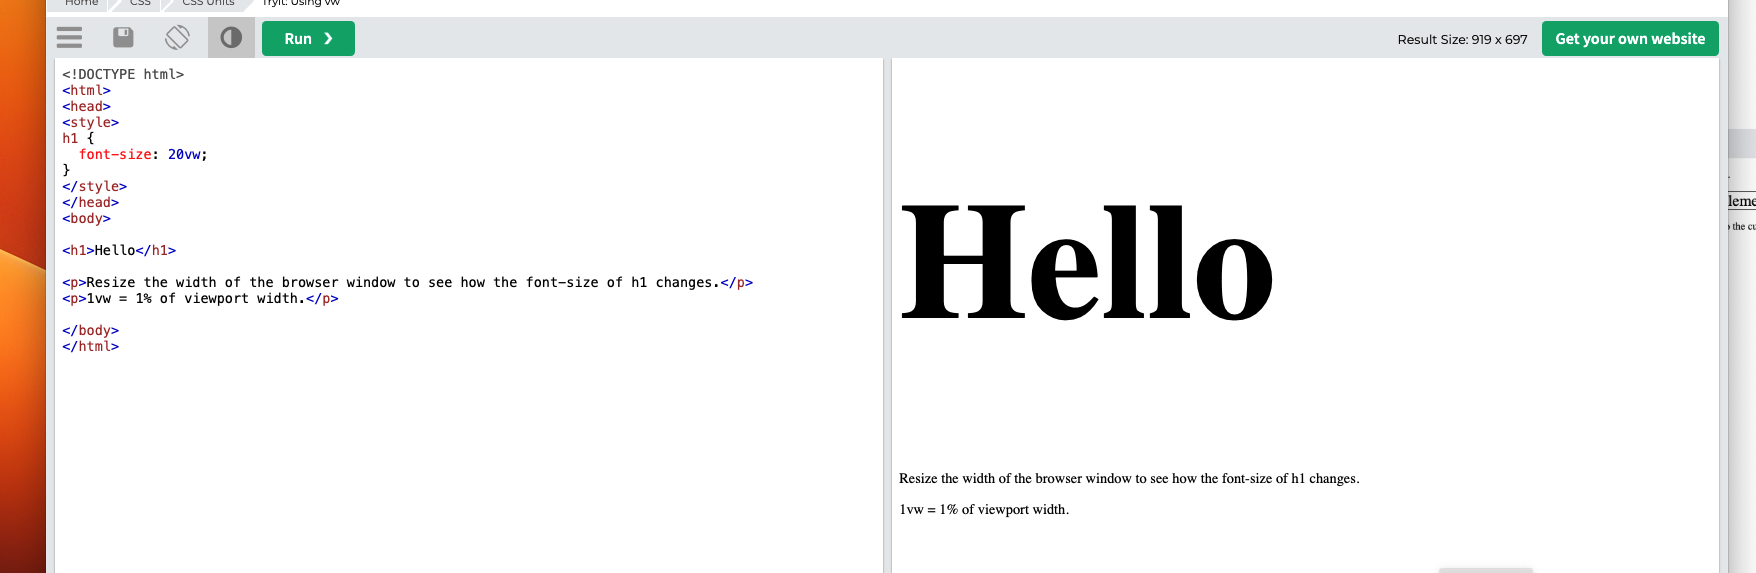 Home CSS CSS Units Tryit: Using vw
Run ❯
Result Size: 919 x 697
Get your own website
<!DOCTYPE html>
<html>
<head>
<style>
h1 {
  font-size: 20vw;
}
</style>
</head>
<body>
<h1>Hello</h1>
<p>Resize the width of the browser window to see how the font-size of h1 changes.</p>
<p>1vw = 1% of viewport width.</p>
</body>
</html>
Hello
Resize the width of the browser window to see how the font-size of h1 changes.
1vw = 1% of viewport width.
leme
the cu